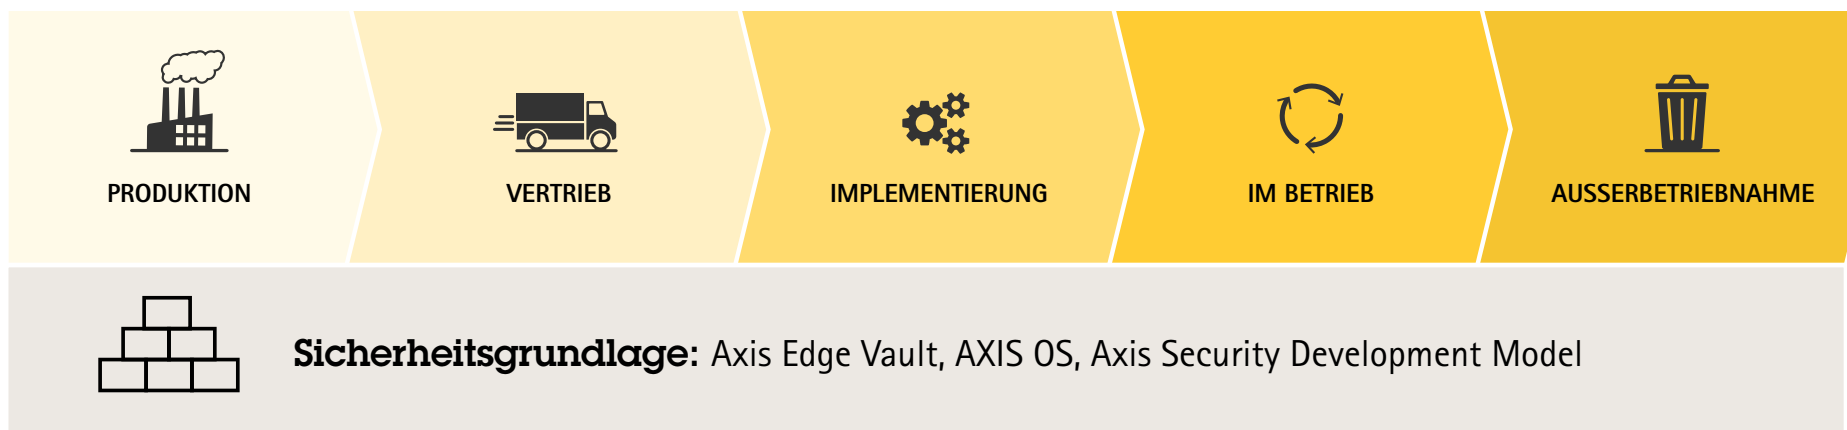 PRODUKTION
VERTRIEB
IMPLEMENTIERUNG
IM BETRIEB
AUSSERBETRIEBNAHME
Sicherheitsgrundlage: Axis Edge Vault, AXIS OS, Axis Security Development Model